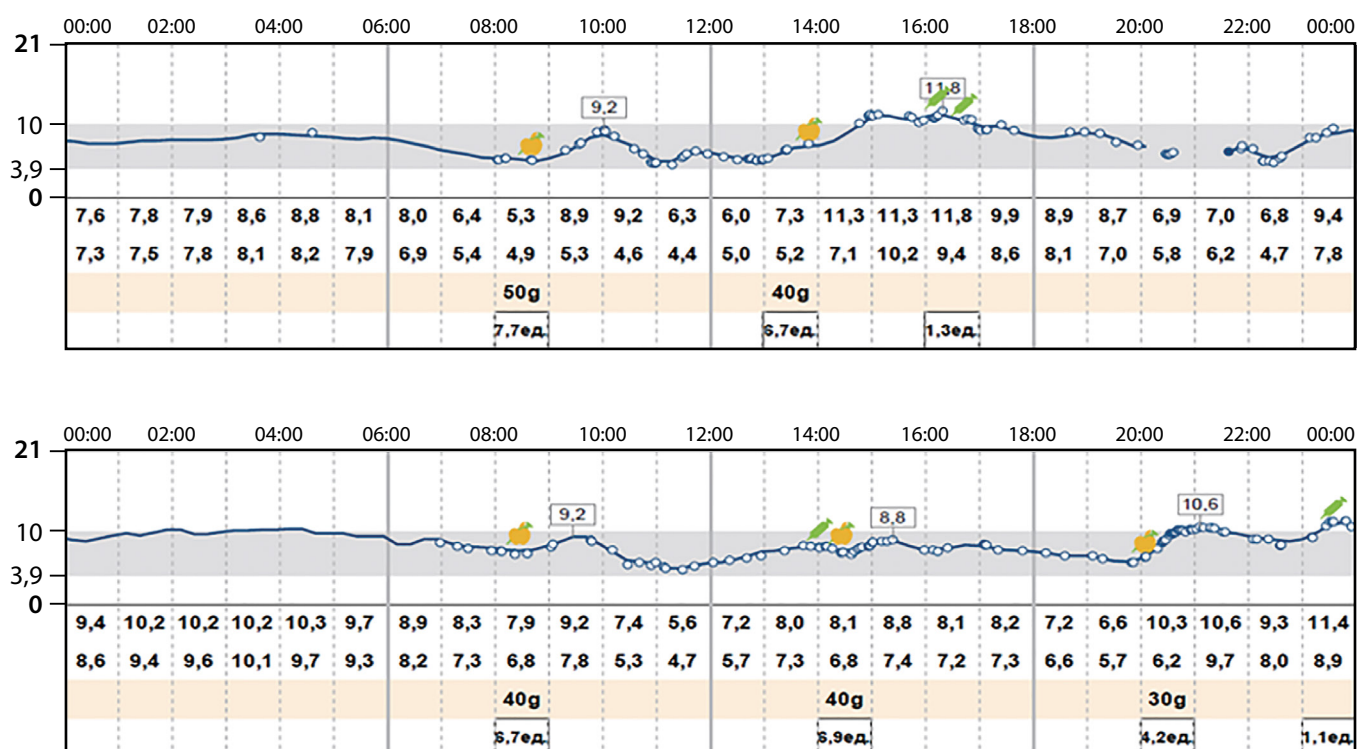 00:00 02:00 04:00 06:00 08:00 10:00 12:00 14:00 16:00 18:00 20:00 22:00 00:00
21
11,8
9,2
10
3,9
0
7,6 7,8 7,9 8,6 8,8 8,1 8,0 6,4 5,3 8,9 9,2 6,3 6,0 7,3 11,3 11,3 11,8 9,9 8,9 8,7 6,9 7,0 6,8 9,4
7,3 7,5 7,8 8,1 8,2 7,9 6,9 5,4 4,9 5,3 4,6 4,4 5,0 5,2 7,1 10,2 9,4 8,6 8,1 7,0 5,8 6,2 4,7 7,8
50g 40g
7,7ед. 6,7ед. 1,3ед.
00:00 02:00 04:00 06:00 08:00 10:00 12:00 14:00 16:00 18:00 20:00 22:00 00:00
21
10,6
9,2 8,8
10
3,9
0
9,4 10,2 10,2 10,2 10,3 9,7 8,9 8,3 7,9 9,2 7,4 5,6 7,2 8,0 8,1 8,8 8,1 8,2 7,2 6,6 10,3 10,6 9,3 11,4
8,6 9,4 9,6 10,1 9,7 9,3 8,2 7,3 6,8 7,8 5,3 4,7 5,7 7,3 6,8 7,4 7,2 7,3 6,6 5,7 6,2 9,7 8,0 8,9
40g 40g 30g
6,7ед. 6,9ед. 4,2ед. 1,1ед.